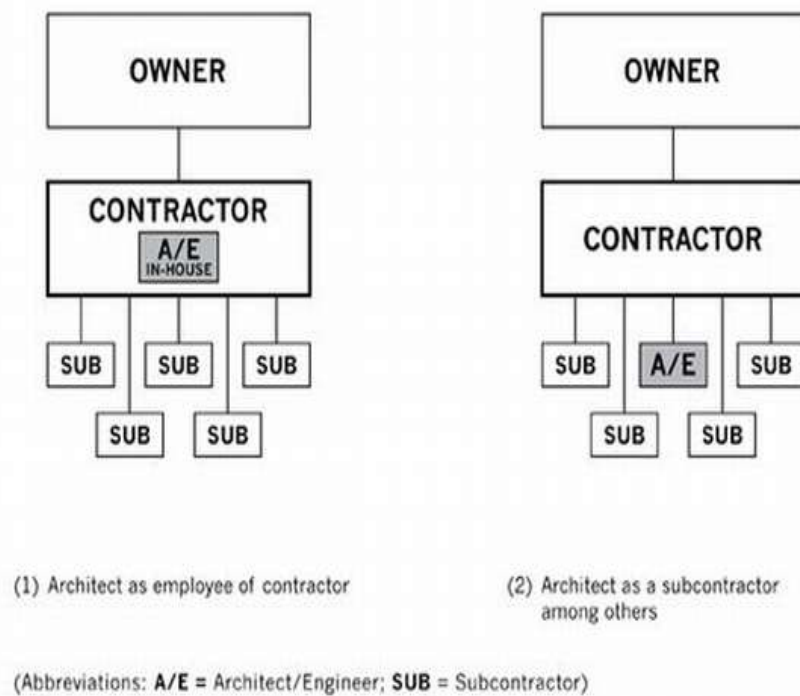 OWNER
OWNER
CONTRACTOR
A/E
IN-HOUSE
CONTRACTOR
SUB
SUB
SUB
SUB
A/E
SUB
SUB
SUB
SUB
SUB
(1) Architect as employee of contractor
(2) Architect as a subcontractor
among others
(Abbreviations: A/E = Architect/Engineer; SUB = Subcontractor)